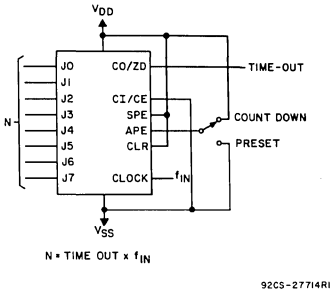 VDD
J0 CO/ZD TIME-OUT
J1
J2 CI/CE
J3 SPE COUNT DOWN
N J4 APE
J5 CLR PRESET
J6
J7 CLOCK fIN
VSS
N = TIME OUT x fIN
92CS-27714R1